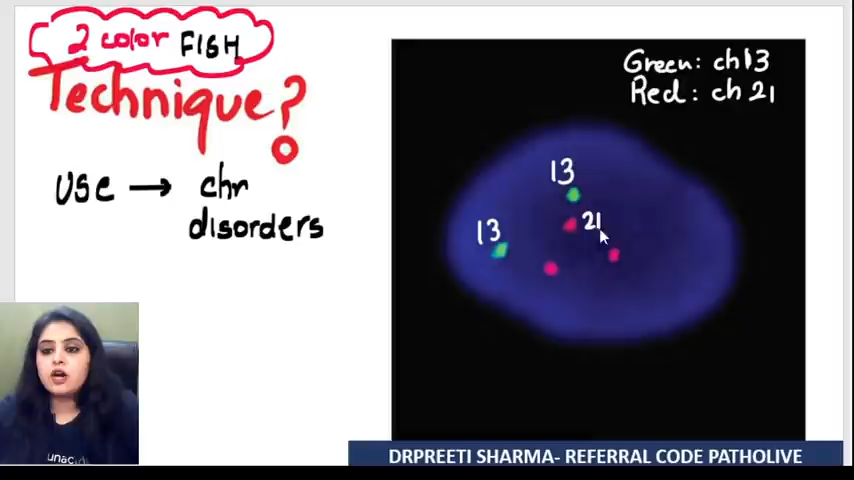 2 color FISH
Technique?
USE → chr
disorders
Green: ch13
Red: ch 21
13
21
13
unac
DRPREETI SHARMA- REFERRAL CODE PATHOLIVE